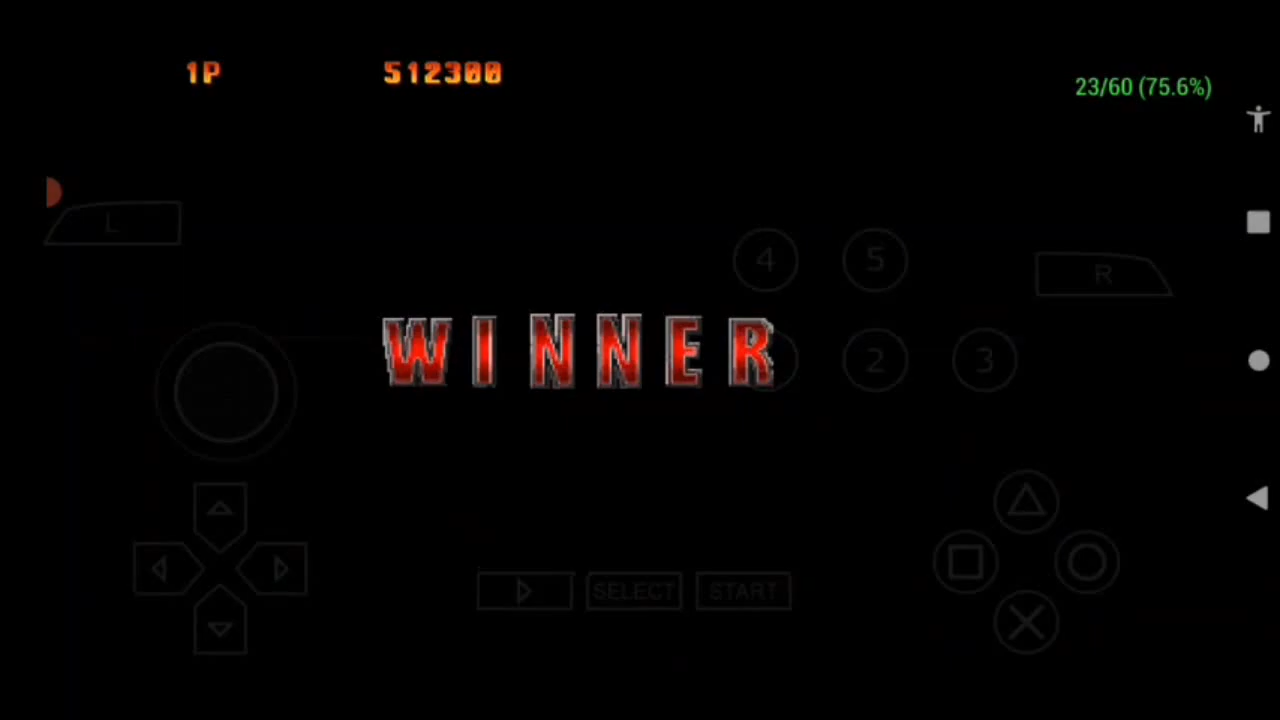 1P 512300
23/60 (75.6%)
L
4 5
R
WINNER
2 3
SELECT START